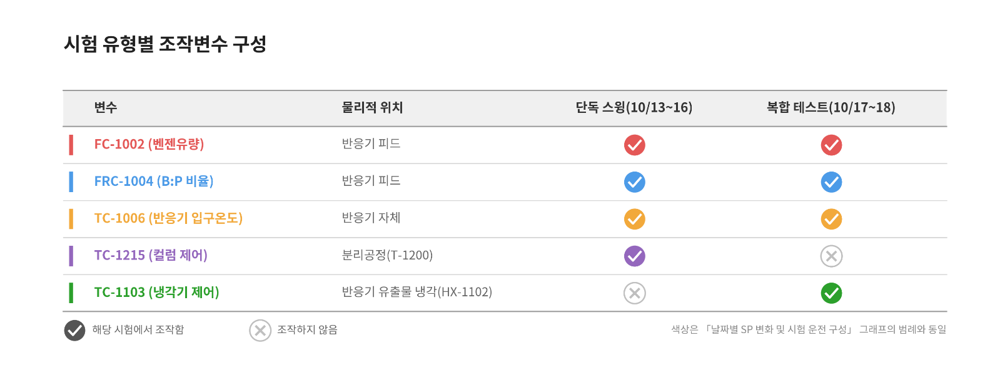 시험 유형별 조작변수 구성
변수 물리적 위치 단독 스윙(10/13~16) 복합 테스트(10/17~18)
FC-1002 (벤젠유량) 반응기 피드
FRC-1004 (B:P 비율) 반응기 피드
TC-1006 (반응기 입구온도) 반응기 자체
TC-1215 (컬럼 제어) 분리공정(T-1200)
TC-1103 (냉각기 제어) 반응기 유출물 냉각(HX-1102)
해당 시험에서 조작함 조작하지 않음 색상은 「날짜별 SP 변화 및 시험 운전 구성」 그래프의 범례와 동일